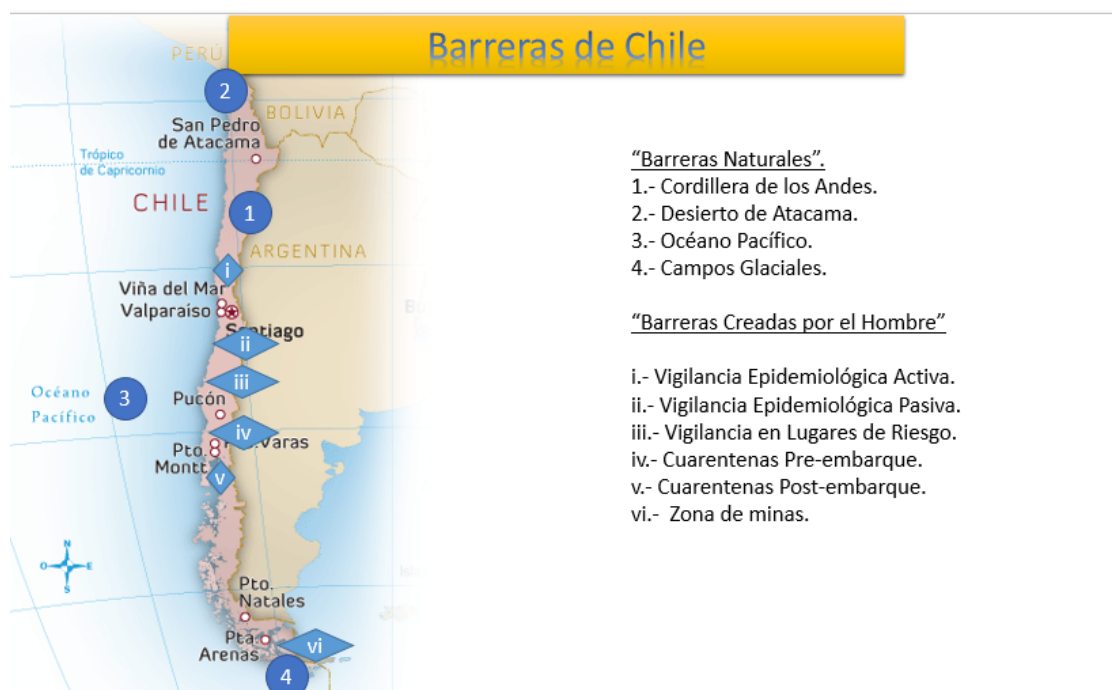 Barreras de Chile
PERÚ
2
BOLIVIA
San Pedro
de Atacama
Trópico
de Capricornio
CHILE
1
ARGENTINA
i
Viña del Mar
Valparaíso
Santiago
ii
iii
Océano
Pacífico
3
Pucón
iv
Varas
Pto.
Montt
v
N
O
E
S
Pto.
Natales
Pta.
Arenas
vi
4
“Barreras Naturales”.
1.- Cordillera de los Andes.
2.- Desierto de Atacama.
3.- Océano Pacífico.
4.- Campos Glaciales.
“Barreras Creadas por el Hombre”
i.- Vigilancia Epidemiológica Activa.
ii.- Vigilancia Epidemiológica Pasiva.
iii.- Vigilancia en Lugares de Riesgo.
iv.- Cuarentenas Pre-embarque.
v.- Cuarentenas Post-embarque.
vi.- Zona de minas.